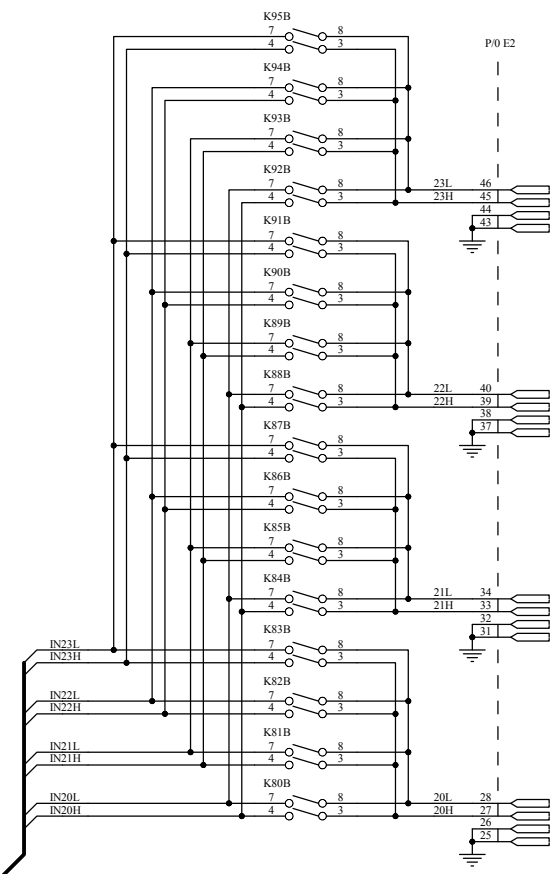 K95B
7 8
4 3
P/0 E2
K94B
7 8
4 3
K93B
7 8
4 3
K92B
7 8 23L 46
4 3 23H 45
44
43
K91B
7 8
4 3
K90B
7 8
4 3
K89B
7 8
4 3
K88B
7 8 22L 40
4 3 22H 39
38
37
K87B
7 8
4 3
K86B
7 8
4 3
K85B
7 8
4 3
K84B
7 8 21L 34
4 3 21H 33
32
31
K83B
IN23L 7 8
IN23H 4 3
K82B
IN22L 7 8
IN22H 4 3
K81B
IN21L 7 8
IN21H 4 3
K80B
IN20L 7 8 20L 28
IN20H 4 3 20H 27
26
25